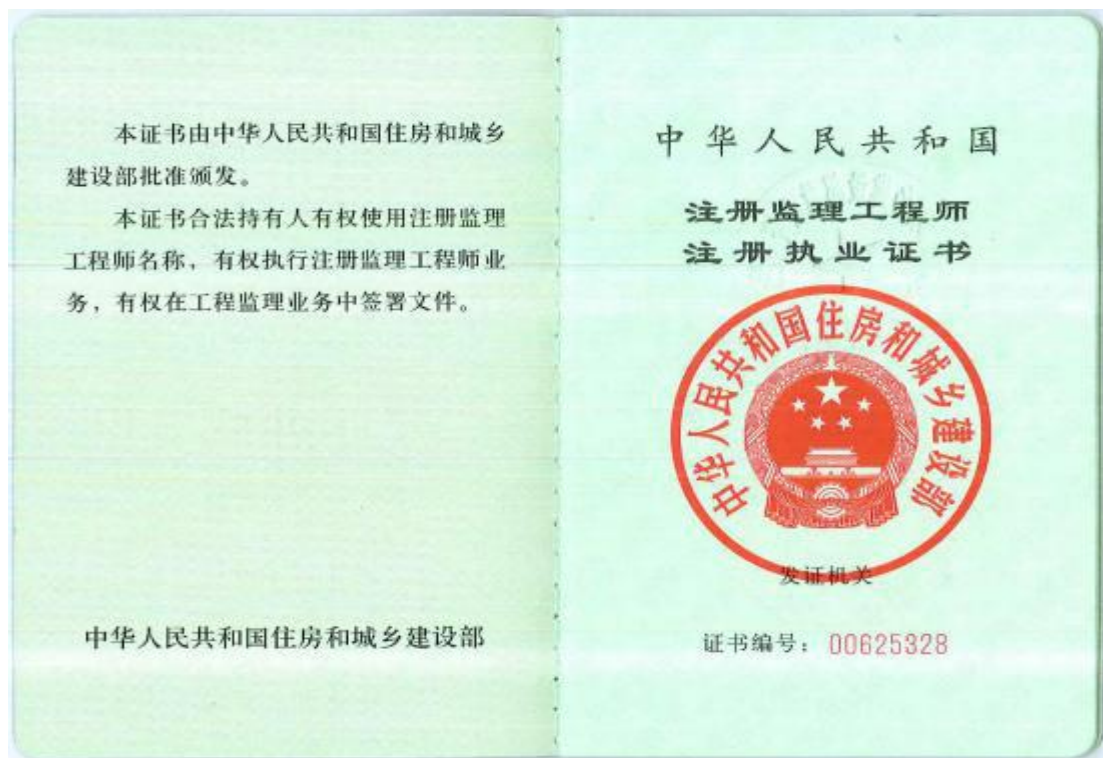 本证书由中华人民共和国住房和城乡
建设部批准颁发。
本证书合法持有人有权使用注册监理
工程师名称，有权执行注册监理工程师业
务，有权在工程监理业务中签署文件。
中华人民共和国住房和城乡建设部
中华人民共和国
注册监理工程师
注册执业证书
中华人民共和国住房和城乡建设部
发证机关
证书编号：00625328